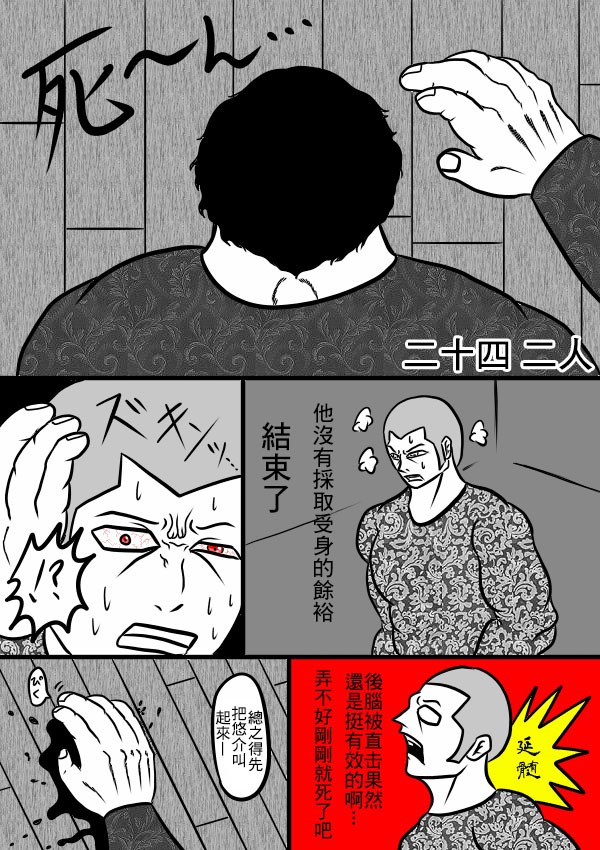 死～ん…
二十四 二人
他沒有採取受身的餘裕
結束了
ズキンッ…
!?
後腦被直击果然
還是挺有效的啊…
弄不好剛剛就死了吧
延髄
總之得先
把悠介叫
起來ー
ぴく